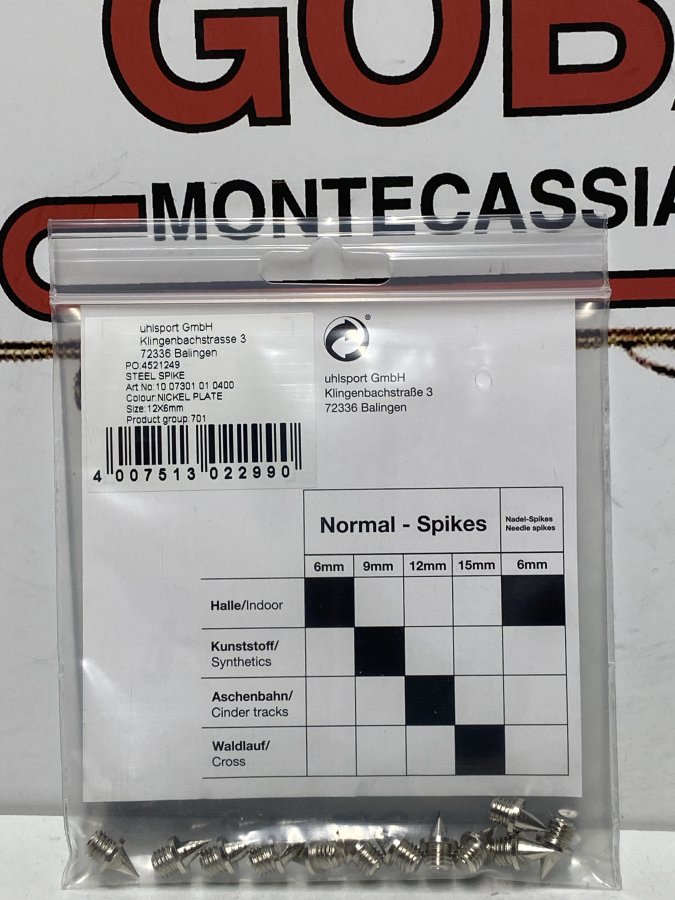 GOB
MONTECASSIA
uhlsport GmbH
Klingenbachstrasse 3
72336 Balingen
PO:4521249
STEEL SPIKE
Art No:10 07301 01 0400
Colour:NICKEL PLATE
Size:12X6mm
Product group:701
4 007513 022990
®
uhlsport GmbH
Klingenbachstraße 3
72336 Balingen
Normal - Spikes
Nadel-Spikes
Needle spikes
6mm 9mm 12mm 15mm 6mm
Halle/Indoor
Kunststoff/
Synthetics
Aschenbahn/
Cinder tracks
Waldlauf/
Cross